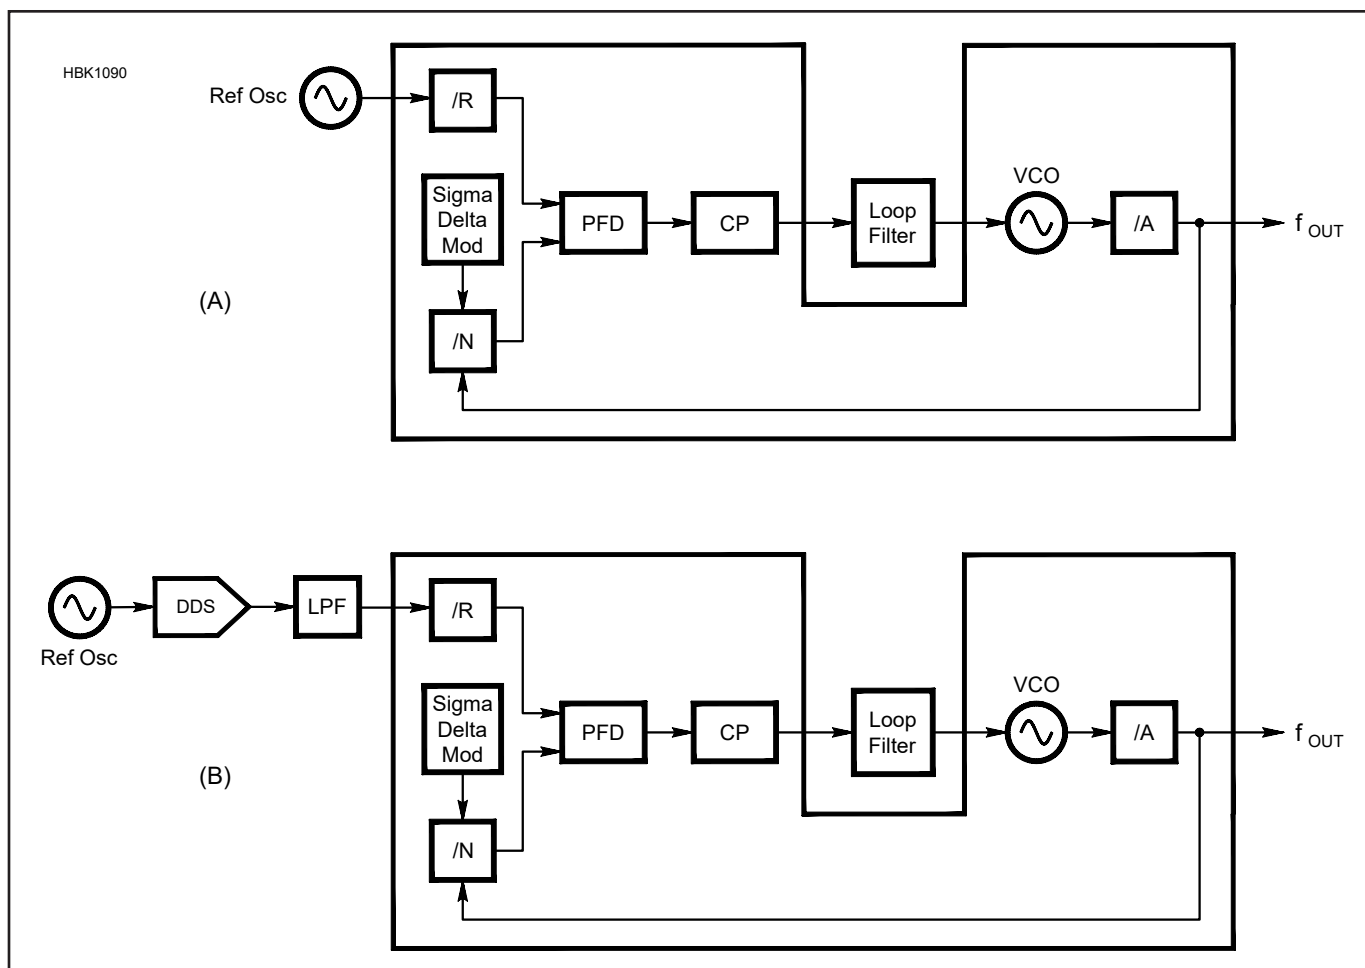 HBK1090
Ref Osc
/R
Sigma
Delta
Mod
PFD
CP
Loop
Filter
VCO
/A
f OUT
(A)
/N
DDS
LPF
/R
Ref Osc
Sigma
Delta
Mod
PFD
CP
Loop
Filter
VCO
/A
f OUT
(B)
/N